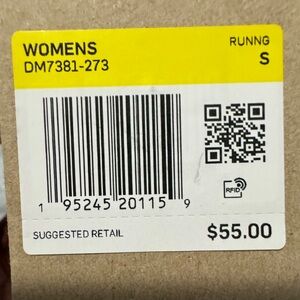 WOMENS RUNNG
DM7381-273 S
RFID
1 95245 20115 9
SUGGESTED RETAIL $55.00